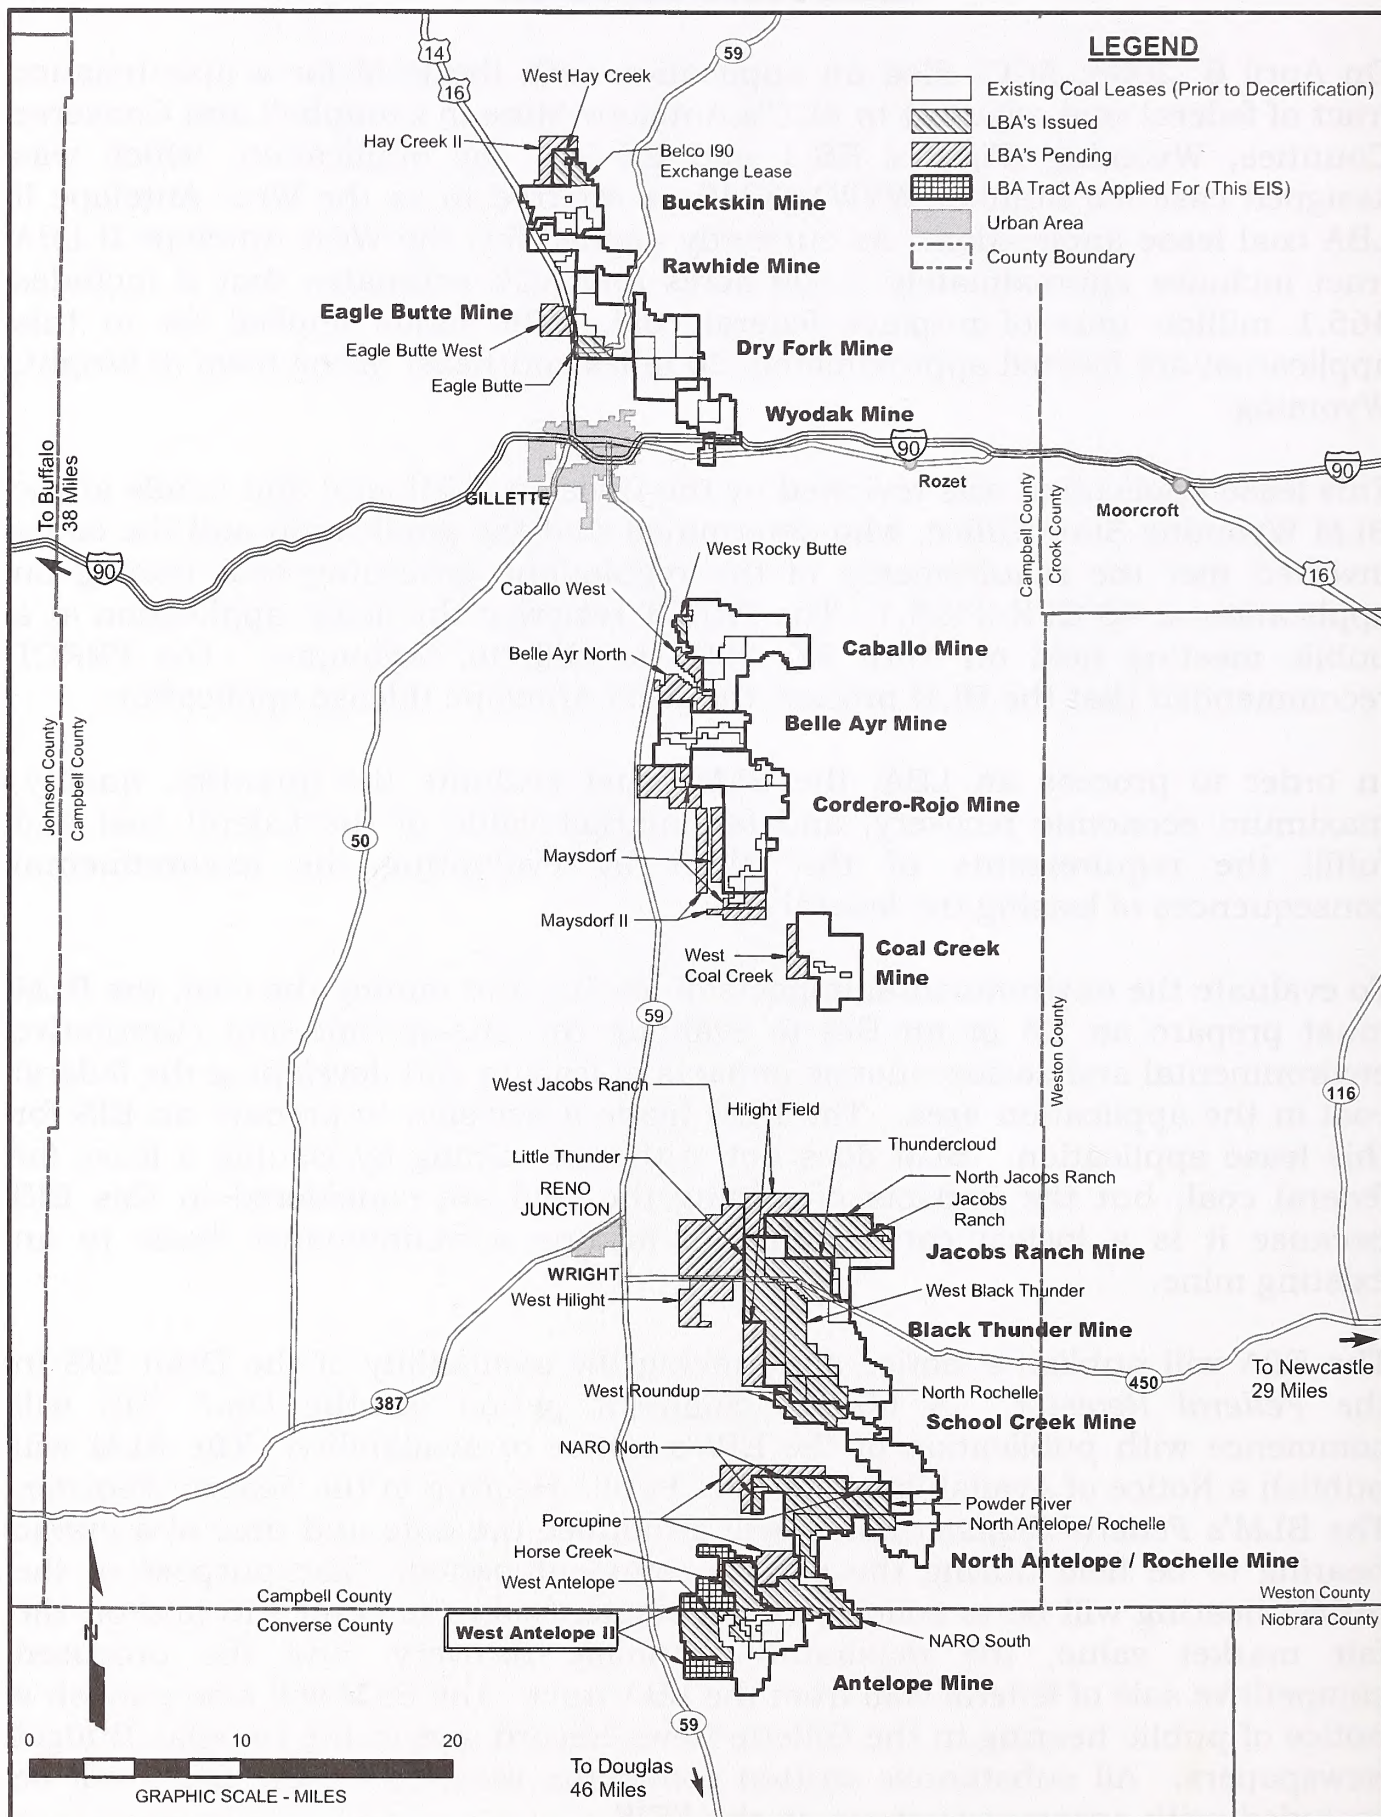 LEGEND
Existing Coal Leases (Prior to Decertification)
LBA's Issued
LBA's Pending
LBA Tract As Applied For (This EIS)
Urban Area
County Boundary
14
16
59
West Hay Creek
Hay Creek II
Belco I90
Exchange Lease
Buckskin Mine
Rawhide Mine
Eagle Butte Mine
Eagle Butte West
Eagle Butte
Dry Fork Mine
Wyodak Mine
To Buffalo
38 Miles
90
GILLETTE
90
Rozet
Campbell County
Crook County
Moorcroft
90
16
West Rocky Butte
Caballo West
Belle Ayr North
Caballo Mine
Belle Ayr Mine
Cordero-Rojo Mine
Johnson County
Campbell County
50
Maysdorf
Maysdorf II
West
Coal Creek
Coal Creek
Mine
59
Weston County
116
West Jacobs Ranch
Hilight Field
Thundercloud
Little Thunder
North Jacobs Ranch
Jacobs
Ranch
RENO
JUNCTION
Jacobs Ranch Mine
WRIGHT
West Hilight
West Black Thunder
Black Thunder Mine
To Newcastle
29 Miles
450
387
West Roundup
North Rochelle
School Creek Mine
NARO North
Powder River
Porcupine
North Antelope/ Rochelle
Horse Creek
North Antelope / Rochelle Mine
West Antelope
Campbell County
Converse County
Weston County
Niobrara County
West Antelope II
NARO South
Antelope Mine
N
59
To Douglas
46 Miles
0 10 20
GRAPHIC SCALE - MILES